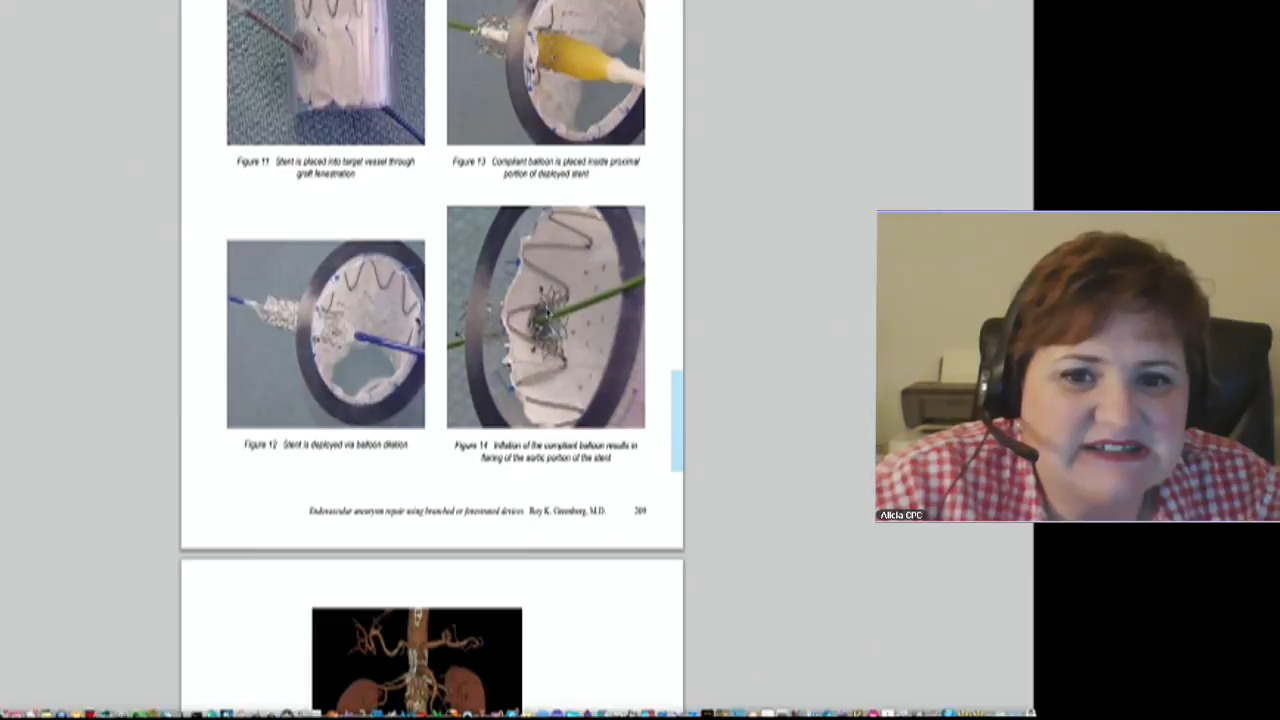 Figure 11 Stent is placed into target vessel through
graft fenestration
Figure 13 Compliant balloon is placed inside proximal
portion of deployed stent
Figure 12 Stent is deployed via balloon dilation
Figure 14 Inflation of the compliant balloon results in
flaring of the aortic portion of the stent
Endovascular aneurysm repair using branched or fenestrated devices Roy K. Greenberg, M.D. 209
Alicia CPC